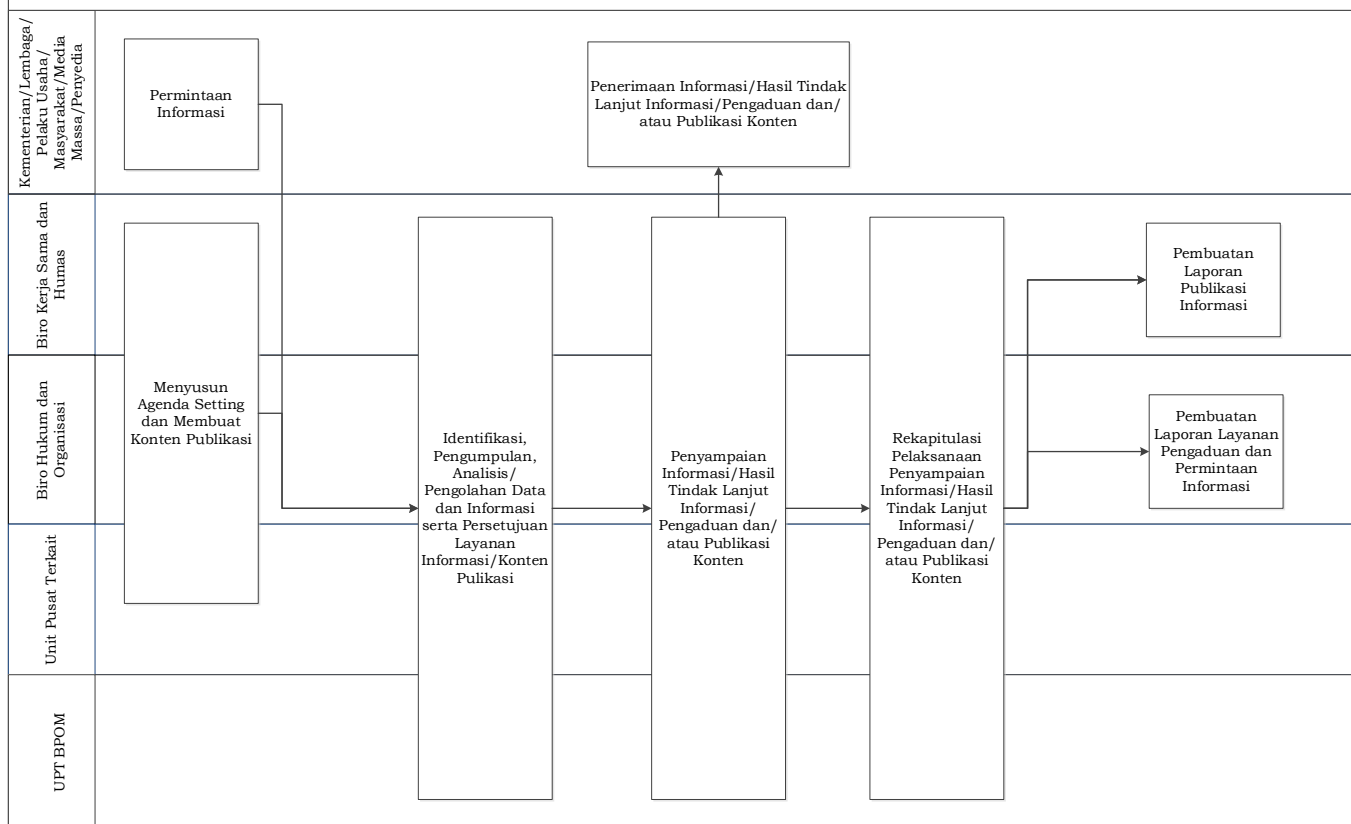 Kementerian/Lembaga/
Pelaku Usaha/
Masyarakat/Media
Massa/Penyedia
Permintaan
Informasi
Penerimaan Informasi/Hasil Tindak
Lanjut Informasi/Pengaduan dan/
atau Publikasi Konten
Biro Kerja Sama dan
Humas
Biro Hukum dan
Organisasi
Unit Pusat Terkait
UPT BPOM
Menyusun
Agenda Setting
dan Membuat
Konten Publikasi
Identifikasi,
Pengumpulan,
Analisis/
Pengolahan Data
dan Informasi
serta Persetujuan
Layanan
Informasi/Konten
Pulikasi
Penyampaian
Informasi/Hasil
Tindak Lanjut
Informasi/
Pengaduan dan/
atau Publikasi
Konten
Rekapitulasi
Pelaksanaan
Penyampaian
Informasi/Hasil
Tindak Lanjut
Informasi/
Pengaduan dan/
atau Publikasi
Konten
Pembuatan
Laporan
Publikasi
Informasi
Pembuatan
Laporan Layanan
Pengaduan dan
Permintaan
Informasi